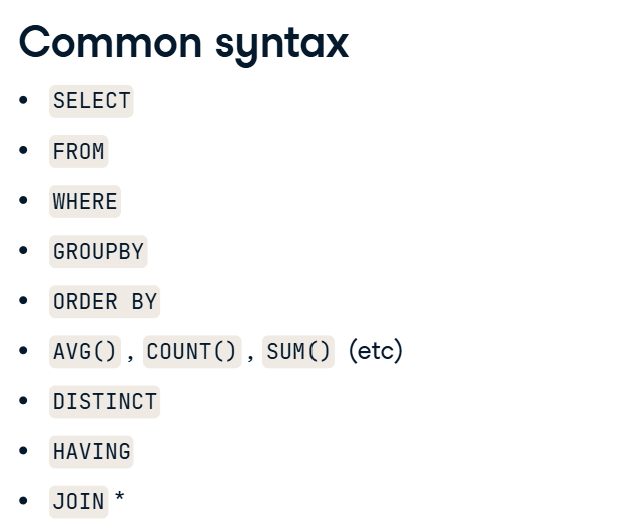 Common syntax
• SELECT
• FROM
• WHERE
• GROUPBY
• ORDER BY
• AVG() , COUNT() , SUM() (etc)
• DISTINCT
• HAVING
• JOIN *